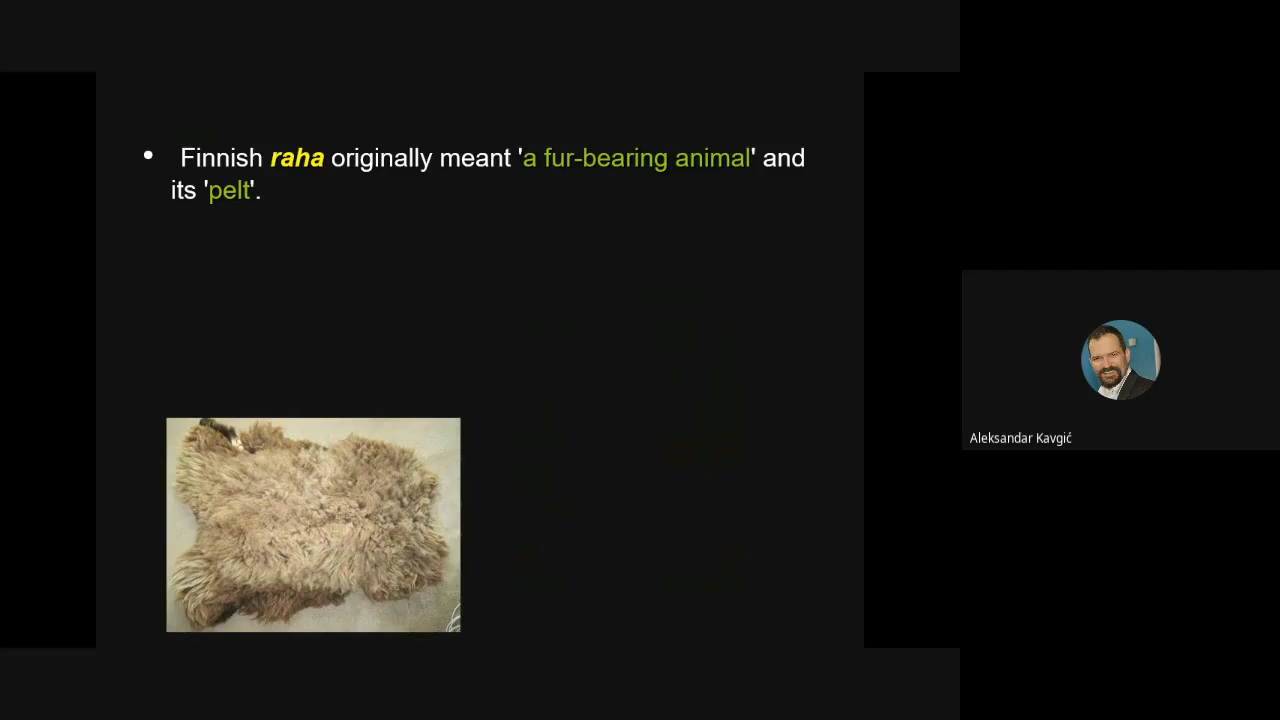 • Finnish raha originally meant 'a fur-bearing animal' and
its 'pelt'.
Aleksandar Kavgić